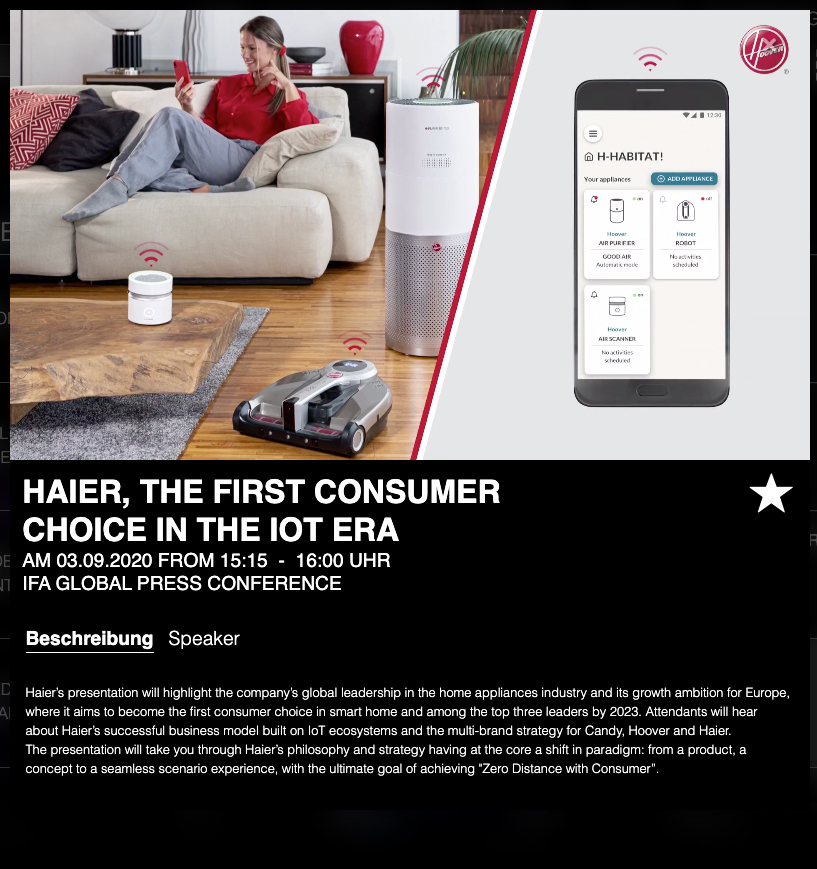 HOOVER
®
12:30
H-HABITAT!
Your appliances
ADD APPLIANCE
on
off
Hoover
AIR PURIFIER
GOOD AIR
Automatic mode
Hoover
ROBOT
No activities
scheduled
on
Hoover
AIR SCANNER
No activities
scheduled
HAIER, THE FIRST CONSUMER
CHOICE IN THE IOT ERA
AM 03.09.2020 FROM 15:15 - 16:00 UHR
IFA GLOBAL PRESS CONFERENCE
Beschreibung Speaker
Haier's presentation will highlight the company's global leadership in the home appliances industry and its growth ambition for Europe,
where it aims to become the first consumer choice in smart home and among the top three leaders by 2023. Attendants will hear
about Haier's successful business model built on IoT ecosystems and the multi-brand strategy for Candy, Hoover and Haier.
The presentation will take you through Haier's philosophy and strategy having at the core a shift in paradigm: from a product, a
concept to a seamless scenario experience, with the ultimate goal of achieving "Zero Distance with Consumer".